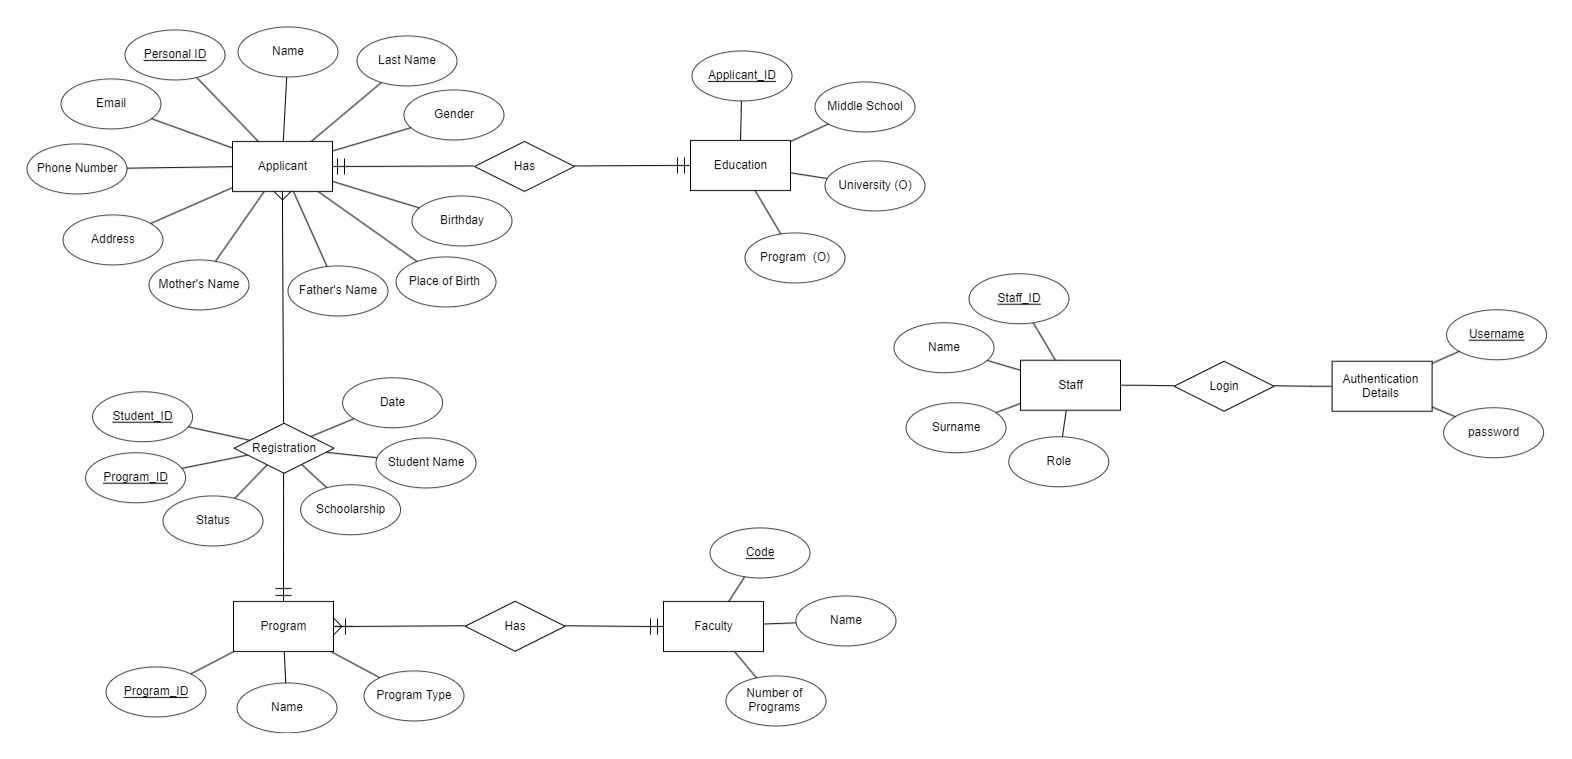 Personal ID
Name
Last Name
Email
Gender
Phone Number
Applicant
Has
Birthday
Address
Mother's Name
Father's Name
Place of Birth
Applicant_ID
Middle School
Education
University (O)
Program  (O)
Staff_ID
Name
Staff
Surname
Role
Login
Username
Authentication
Details
password
Student_ID
Date
Registration
Program_ID
Student Name
Status
Schoolarship
Program
Has
Program_ID
Name
Program Type
Code
Faculty
Name
Number of
Programs